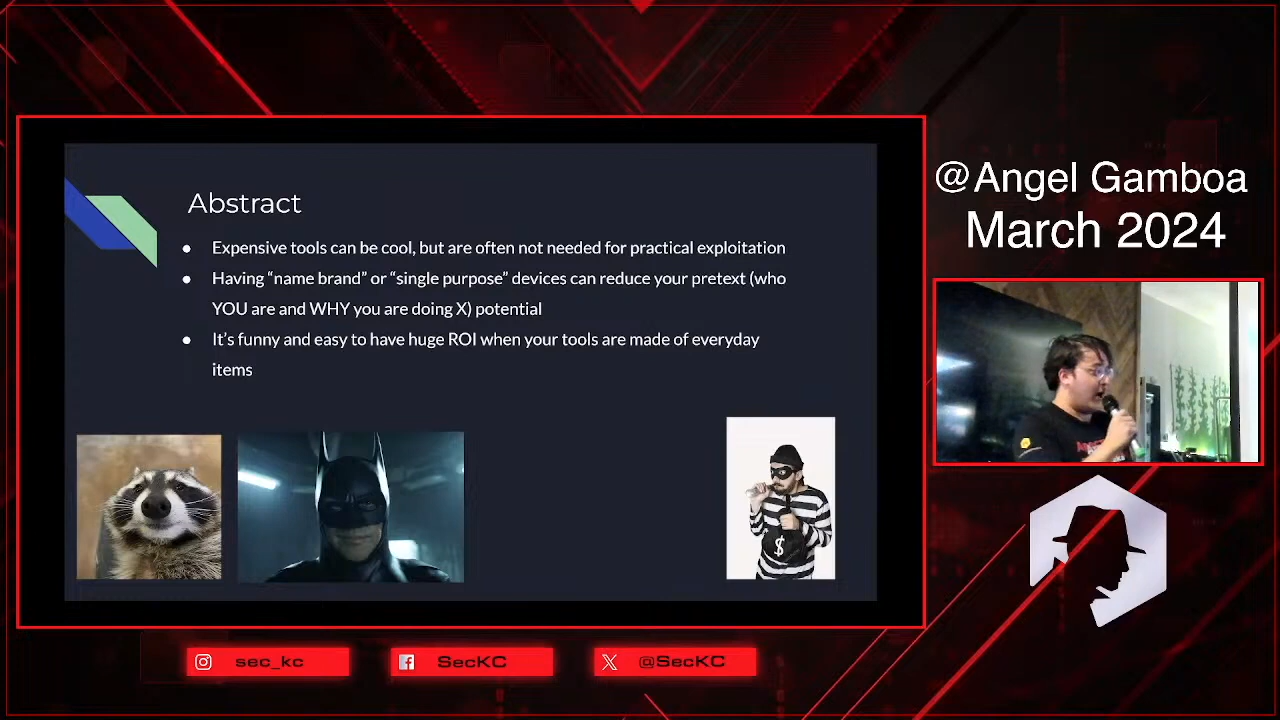 Abstract
● Expensive tools can be cool, but are often not needed for practical exploitation
● Having “name brand” or “single purpose” devices can reduce your pretext (who
YOU are and WHY you are doing X) potential
● It’s funny and easy to have huge ROI when your tools are made of everyday
items
$
@Angel Gamboa
March 2024
sec_kc
SecKC
@SecKC